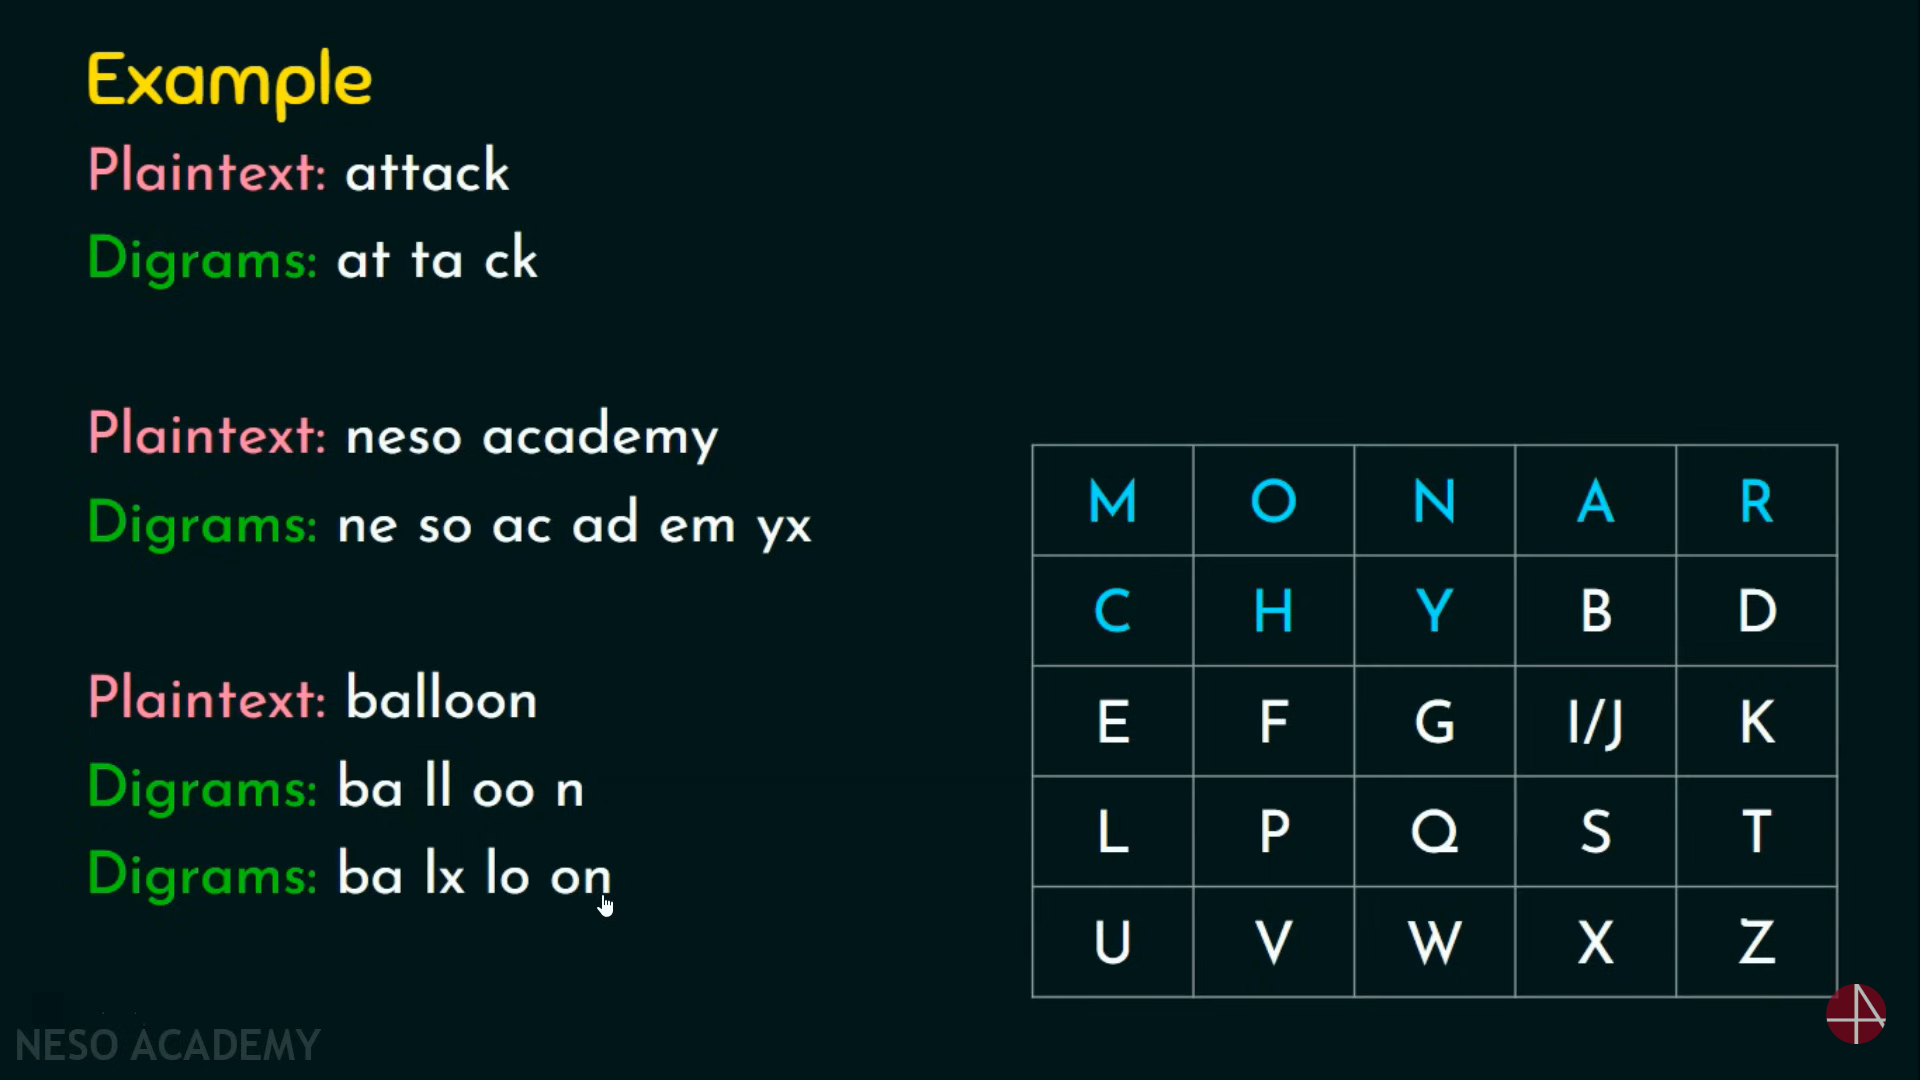 Example
Plaintext: attack
Digrams: at ta ck
Plaintext: neso academy
Digrams: ne so ac ad em yx
Plaintext: balloon
Digrams: ba ll oo n
Digrams: ba lx lo on
M O N A R
C H Y B D
E F G I/J K
L P Q S T
U V W X Z
NESO ACADEMY